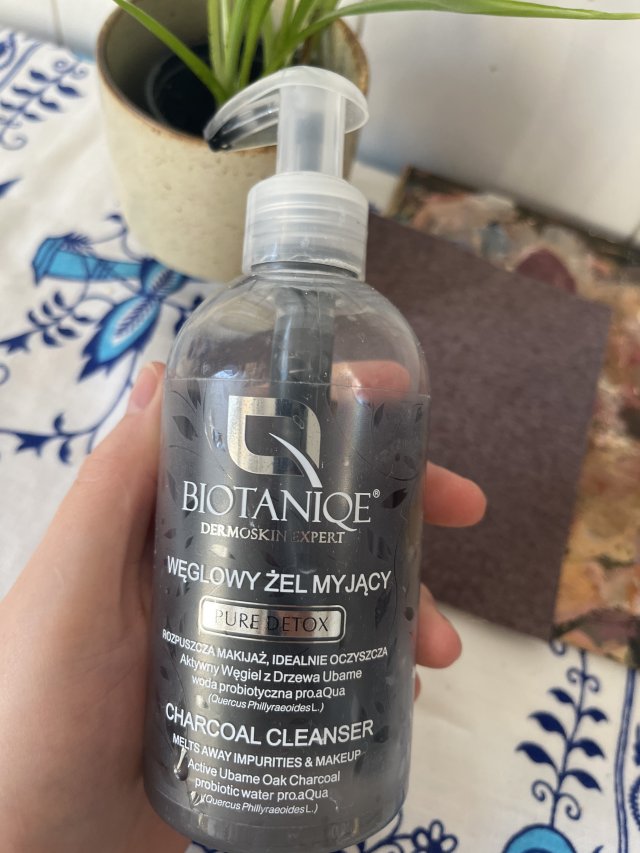 BIOTANIQE®
DERMOSKIN EXPERT
WĘGLOWY ŻEL MYJĄCY
PURE DETOX
ROZPUSZCZA MAKIJAŻ, IDEALNIE OCZYSZCZA
Aktywny Węgiel z Drzewa Ubame
woda probiotyczna pro.aQua
(Quercus Phillyraeoides L.)
CHARCOAL CLEANSER
MELTS AWAY IMPURITIES & MAKEUP
Active Ubame Oak Charcoal
probiotic water pro.aQua
(Quercus Phillyraeoides L.)